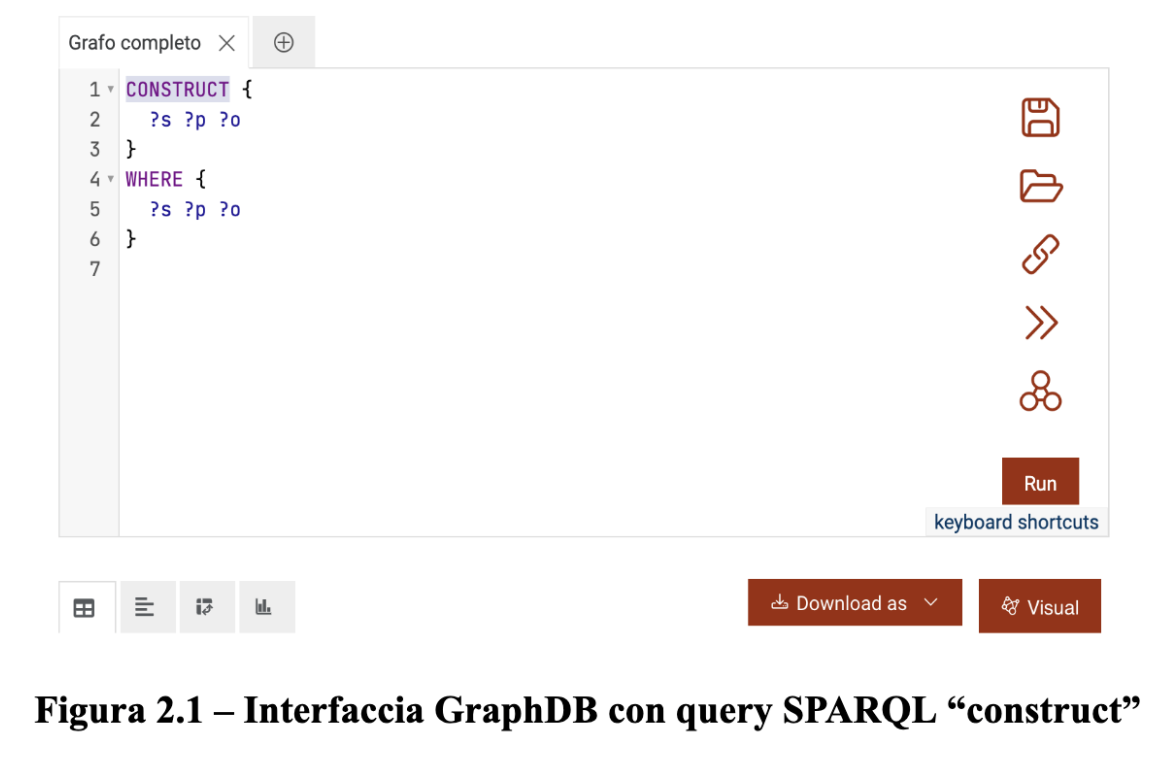 Grafo completo
1 CONSTRUCT {
2 ?s ?p ?o
3 }
4 WHERE {
5 ?s ?p ?o
6 }
7
Run
keyboard shortcuts
Download as
Visual
Figura 2.1 – Interfaccia GraphDB con query SPARQL “construct”